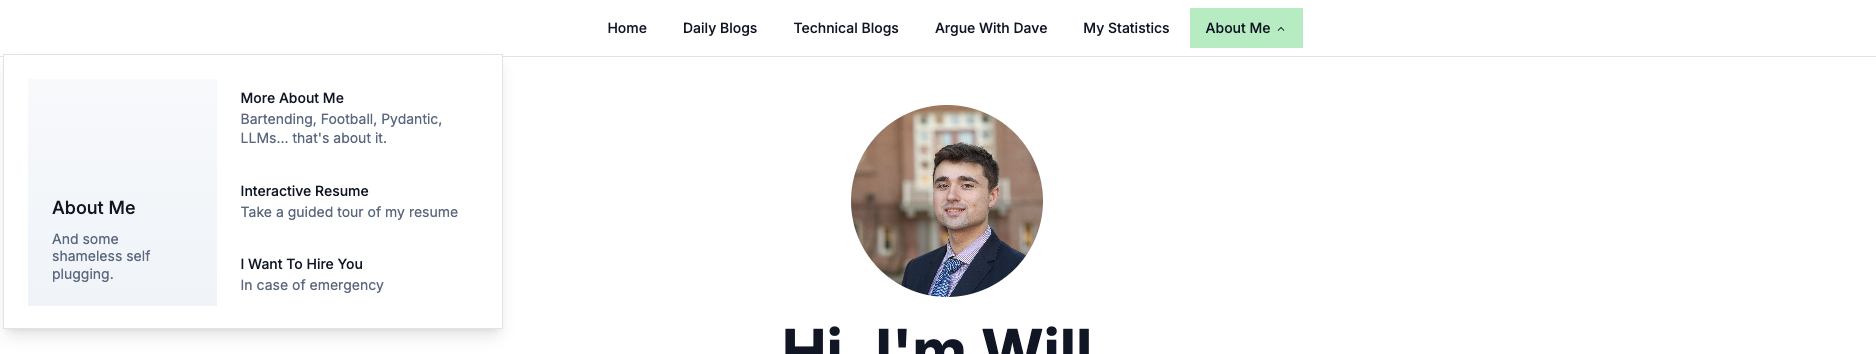 Home
Daily Blogs
Technical Blogs
Argue With Dave
My Statistics
About Me
About Me
And some
shameless self
plugging.
More About Me
Bartending, Football, Pydantic,
LLMs... that's about it.
Interactive Resume
Take a guided tour of my resume
I Want To Hire You
In case of emergency
Hi, I'm Will